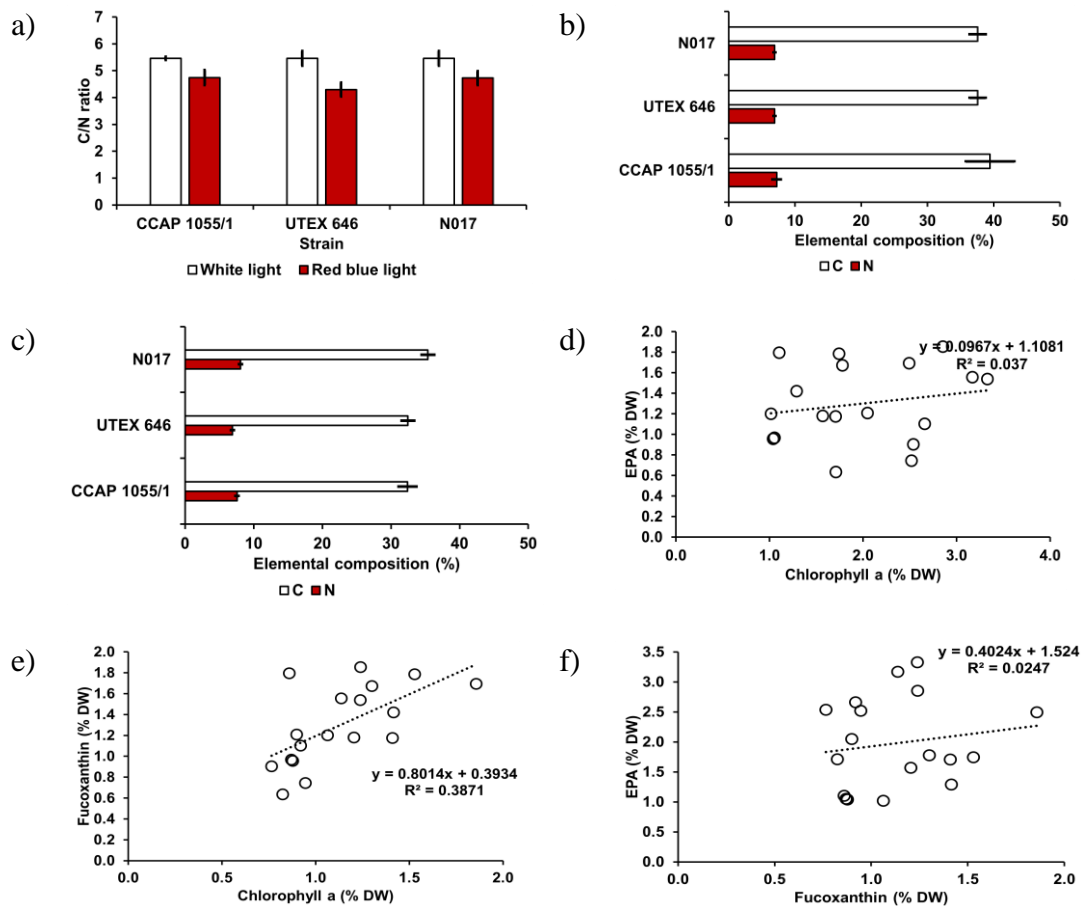 a)
7
6
5
4
3
2
1
0
C/N ratio
CCAP 1055/1 UTEX 646 N017
Strain
White light Red blue light
b)
N017
UTEX 646
CCAP 1055/1
0 10 20 30 40 50
Elemental composition (%)
C N
c)
N017
UTEX 646
CCAP 1055/1
0 10 20 30 40 50
Elemental composition (%)
C N
d)
2.0
1.8
1.6
1.4
1.2
1.0
0.8
0.6
0.4
0.2
0.0
EPA (% DW)
y = 0.0967x + 1.1081
R² = 0.037
0.0 1.0 2.0 3.0 4.0
Chlorophyll a (% DW)
e)
2.0
1.8
1.6
1.4
1.2
1.0
0.8
0.6
0.4
0.2
0.0
Fucoxanthin (% DW)
y = 0.8014x + 0.3934
R² = 0.3871
0.0 0.5 1.0 1.5 2.0
Chlorophyll a (% DW)
f)
3.5
3.0
2.5
2.0
1.5
1.0
0.5
0.0
EPA (% DW)
y = 0.4024x + 1.524
R² = 0.0247
0.0 0.5 1.0 1.5 2.0
Fucoxanthin (% DW)